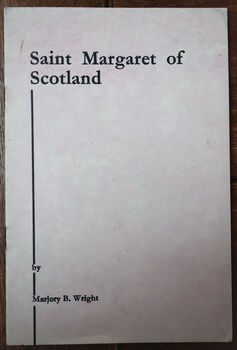 Saint Margaret of
Scotland
by
Marjory B. Wright